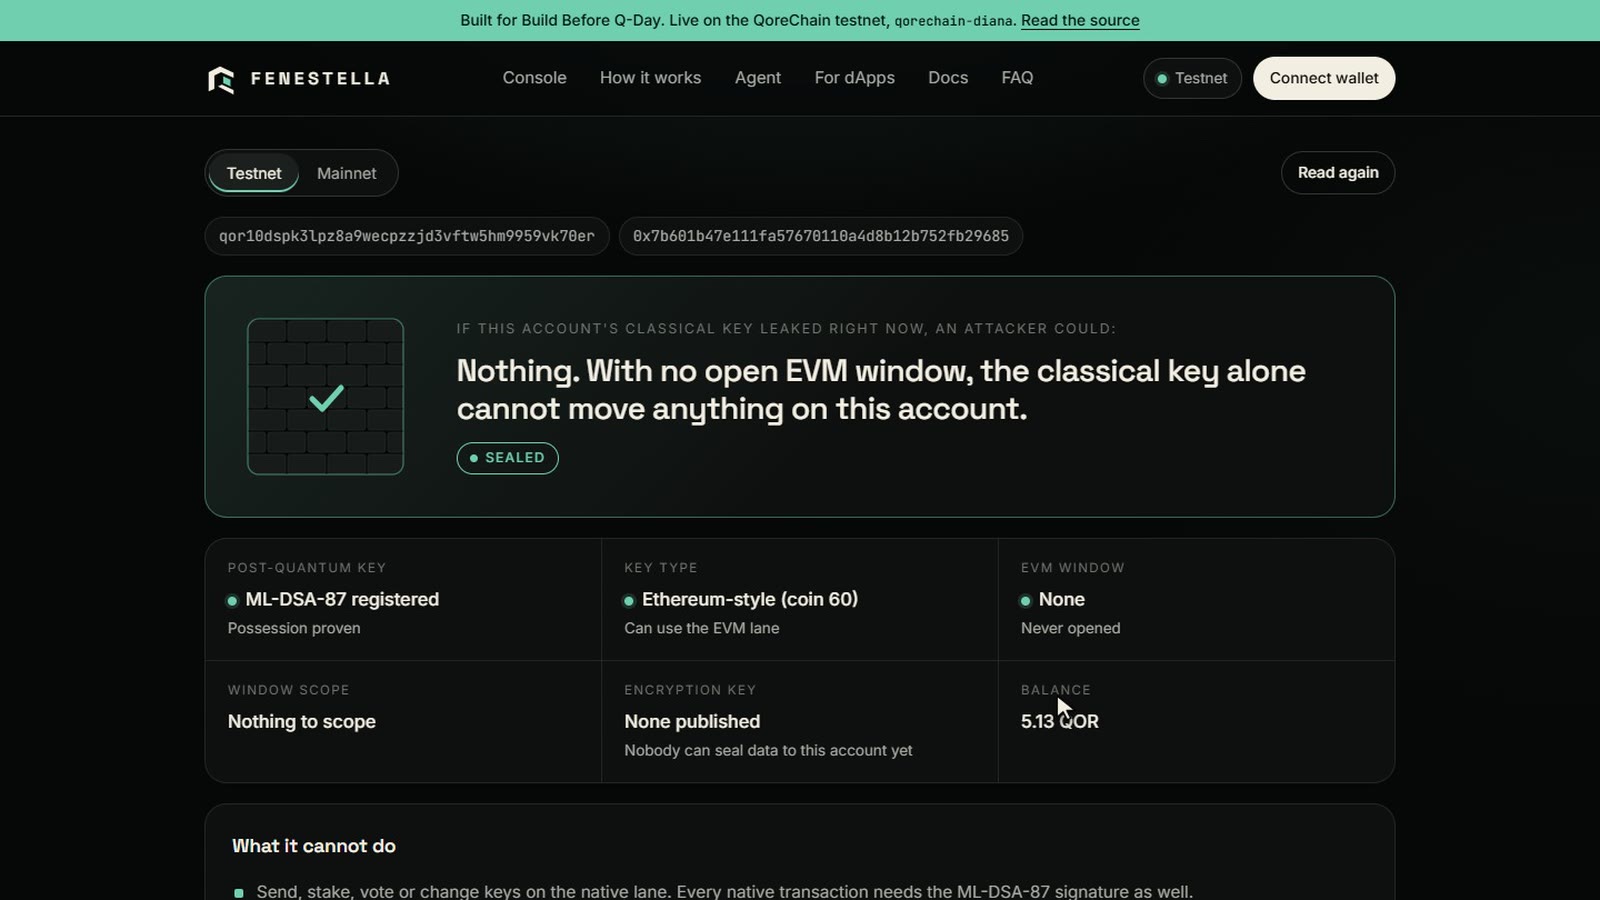 Built for Build Before Q-Day. Live on the QoreChain testnet, qorechain-diana. Read the source
FENESTELLA
Console
How it works
Agent
For dApps
Docs
FAQ
Testnet
Connect wallet
Testnet
Mainnet
Read again
qor10dspk3lpz8a9wecpzzjd3vftw5hm9959vk70er
0x7b601b47e111fa57670110a4d8b12b752fb29685
IF THIS ACCOUNT'S CLASSICAL KEY LEAKED RIGHT NOW, AN ATTACKER COULD:
Nothing. With no open EVM window, the classical key alone
cannot move anything on this account.
SEALED
POST-QUANTUM KEY
ML-DSA-87 registered
Possession proven
KEY TYPE
Ethereum-style (coin 60)
Can use the EVM lane
EVM WINDOW
None
Never opened
WINDOW SCOPE
Nothing to scope
ENCRYPTION KEY
None published
Nobody can seal data to this account yet
BALANCE
5.13 QOR
What it cannot do
Send, stake, vote or change keys on the native lane. Every native transaction needs the ML-DSA-87 signature as well.